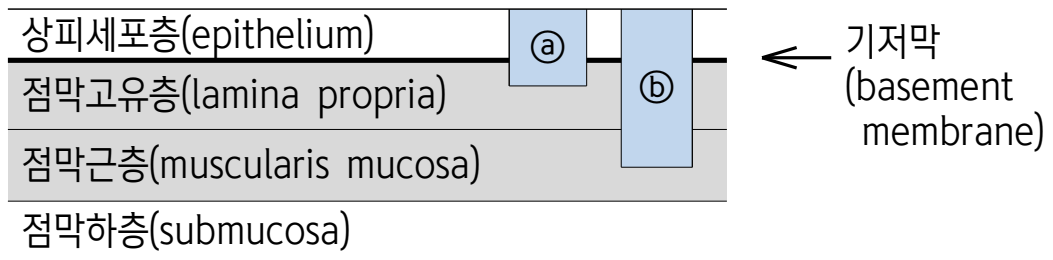 상피세포층(epithelium)
ⓐ
기저막
점막고유층(lamina propria)
ⓑ
(basement
membrane)
점막근층(muscularis mucosa)
점막하층(submucosa)